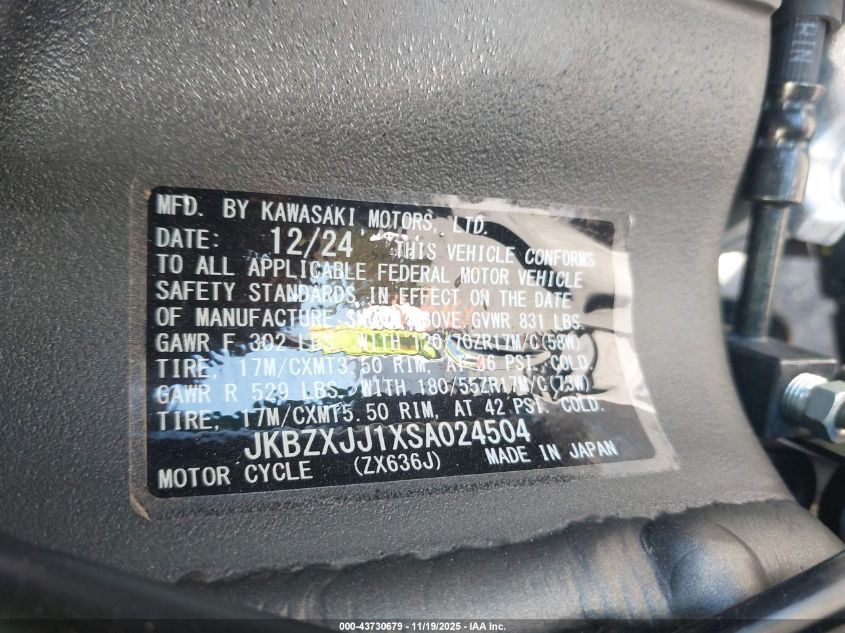 MFD. BY KAWASAKI MOTORS, LTD.
DATE: 12/24 THIS VEHICLE CONFORMS
TO ALL APPLICABLE FEDERAL MOTOR VEHICLE
SAFETY STANDARDS IN EFFECT ON THE DATE
OF MANUFACTURE SHOWN ABOVE GVWR 831 LBS.
GAWR F 302 LBS. WITH 120/70ZR17M/C(58W)
TIRE, 17M/CXMT3.50 RIM, AT 36 PSI. COLD.
GAWR R 529 LBS. WITH 180/55ZR17M/C(73W)
TIRE, 17M/CXMT5.50 RIM, AT 42 PSI. COLD.
JKBZXJJ1XSA024504
MOTOR CYCLE (ZX636J) MADE IN JAPAN
000-43730679 - 11/19/2025 - IAA Inc.